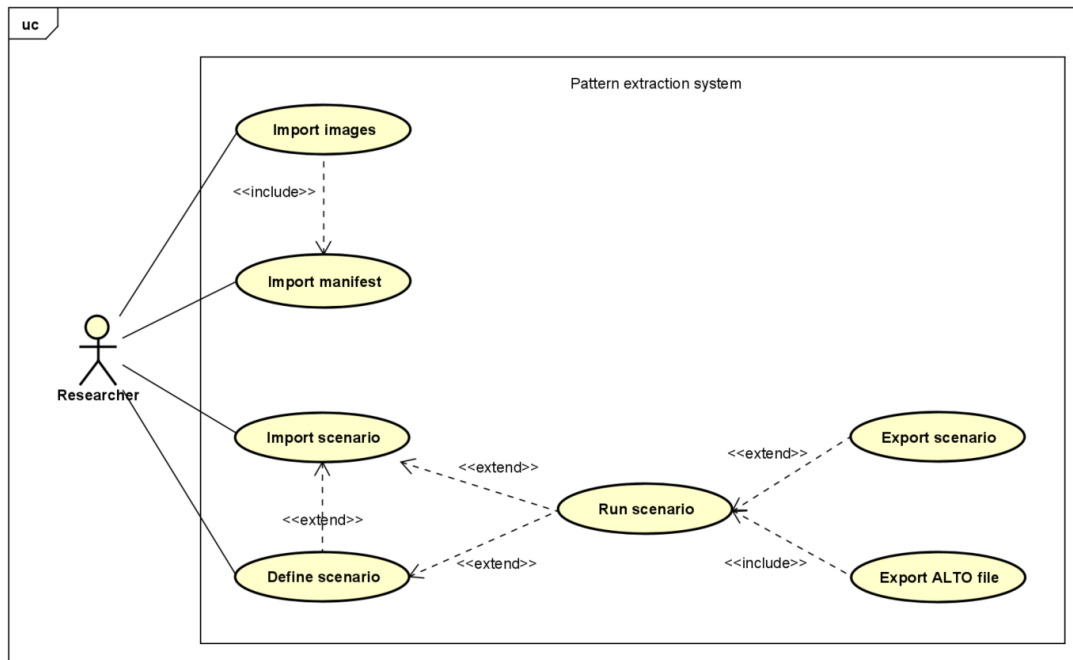 uc
Pattern extraction system
Import images
<<include>>
Import manifest
Researcher
Import scenario
Export scenario
<<extend>>
<<extend>>
Run scenario
<<extend>>
<<extend>>
<<include>>
Define scenario
Export ALTO file